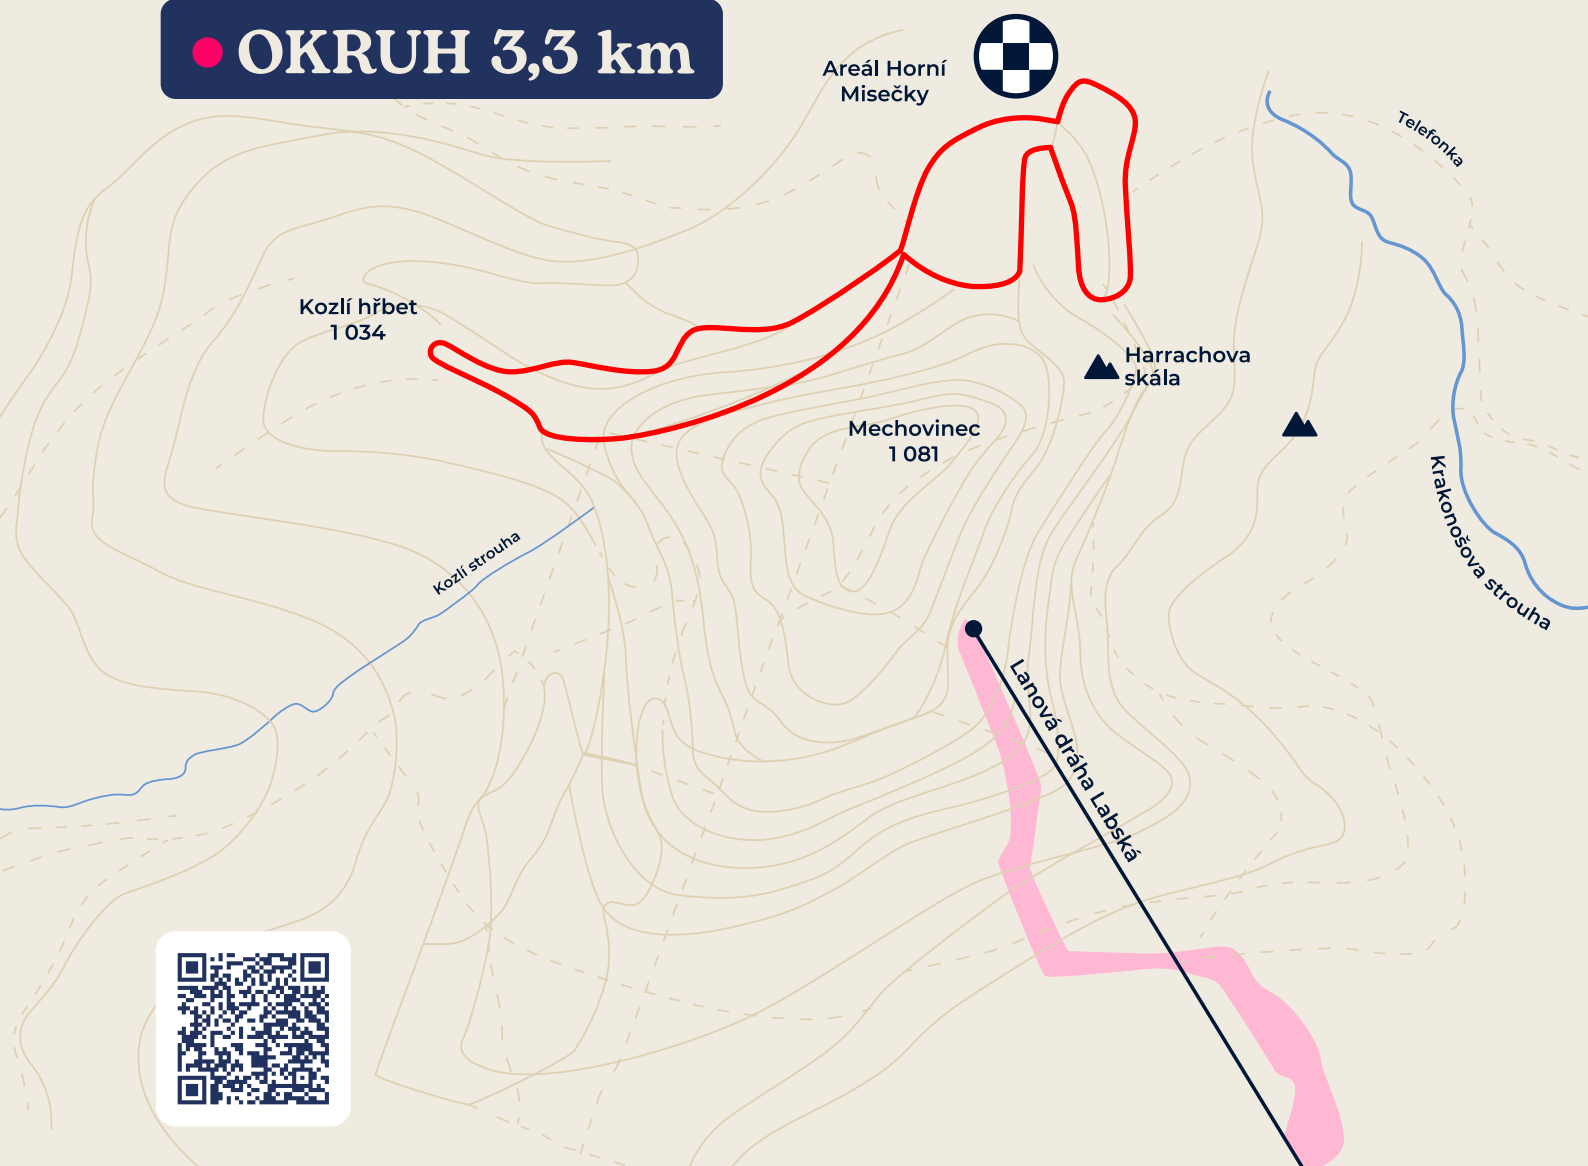 OKRUH 3,3 km
Areál Horní
Misečky
Telefonka
Kozlí hřbet
1 034
Harrachova
skála
Mechovinec
1 081
Krakonošova strouha
Kozlí strouha
Lanová dráha Labská